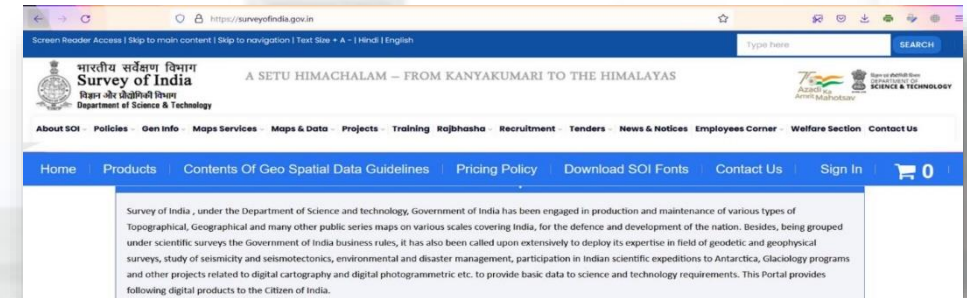 https://surveyofindia.gov.in
Screen Reader Access | Skip to main content | Skip to navigation | Text Size + A - | Hindi | English
Type here
SEARCH
भारतीय सर्वेक्षण विभाग
Survey of India
विज्ञान और प्रौद्योगिकी विभाग
Department of Science & Technology
A SETU HIMACHALAM – FROM KANYAKUMARI TO THE HIMALAYAS
Azadi Ka
Amrit Mahotsav
DEPARTMENT OF
SCIENCE & TECHNOLOGY
About SOI Policies Gen Info Maps Services Maps & Data Projects Training Rajbhasha Recruitment Tenders News & Notices Employees Corner Welfare Section Contact Us
Home Products Contents Of Geo Spatial Data Guidelines Pricing Policy Download SOI Fonts Contact Us Sign In 0
Survey of India , under the Department of Science and technology, Government of India has been engaged in production and maintenance of various types of
Topographical, Geographical and many other public series maps on various scales covering India, for the defence and development of the nation. Besides, being grouped
under scientific surveys the Government of India business rules, it has also been called upon extensively to deploy its expertise in field of geodetic and geophysical
surveys, study of seismicity and seismotectonics, environmental and disaster management, participation in Indian scientific expeditions to Antarctica, Glaciology programs
and other projects related to digital cartography and digital photogrammetric etc. to provide basic data to science and technology requirements. This Portal provides
following digital products to the Citizen of India.